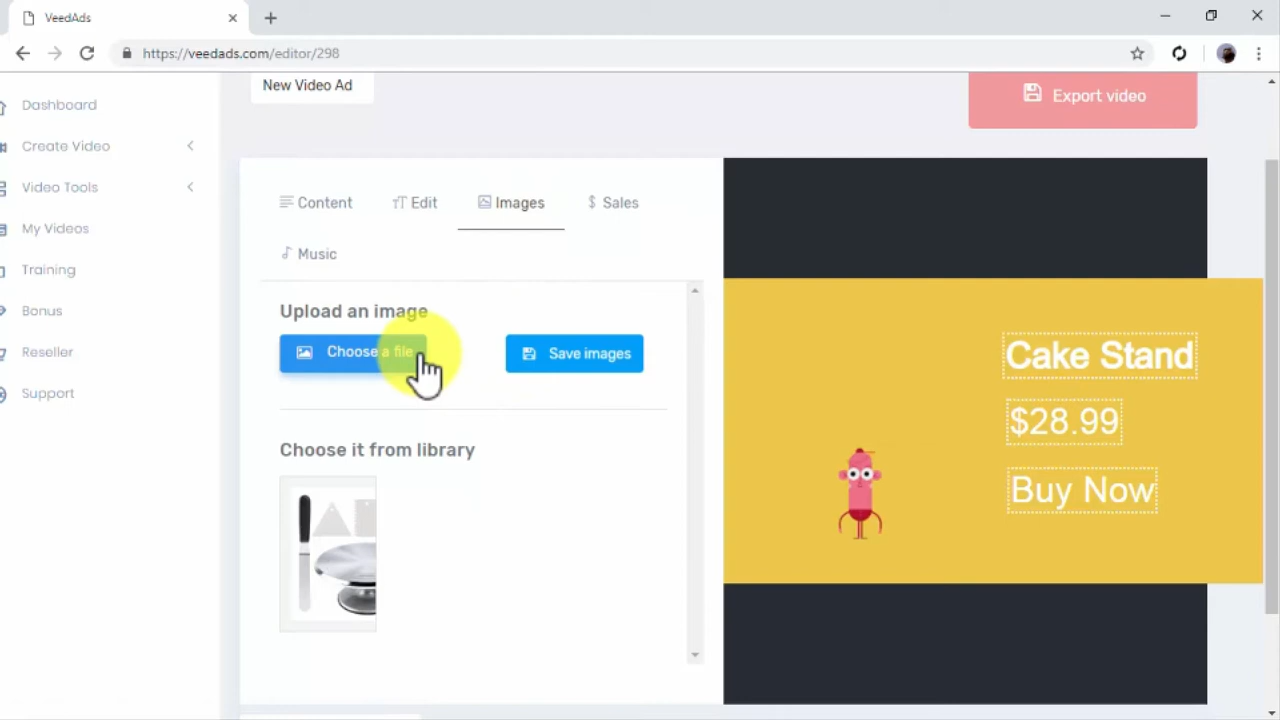 VeedAds
https://veedads.com/editor/298
New Video Ad
Export video
Dashboard
Create Video
Video Tools
My Videos
Training
Bonus
Reseller
Support
Content
Edit
Images
Sales
Music
Upload an image
Choose a file
Save images
Choose it from library
Cake Stand
$28.99
Buy Now